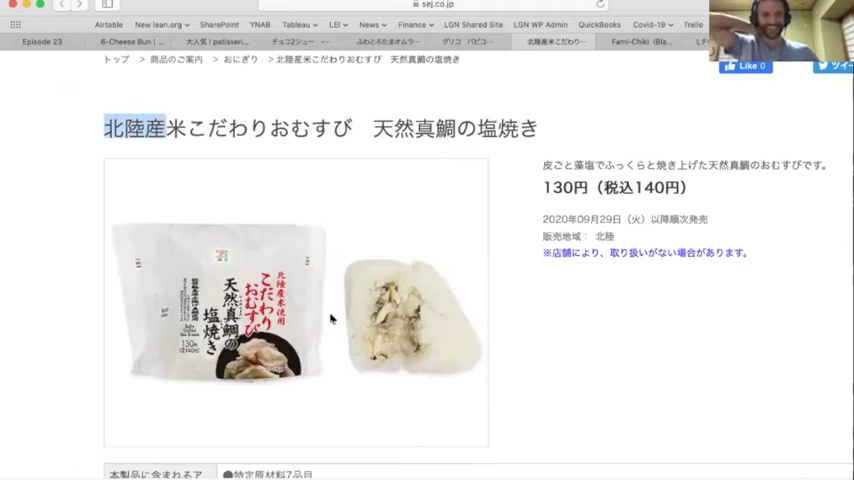 sej.co.jp
Airtable New lean.org SharePoint YNAB Tableau LEI News Finance LGN Shared Site LGN WP Admin QuickBooks Covid-19 Trello
Episode 23 6-Cheese Bun | ... 大人気！patisseri... チョコ2シュー ー... ふわとろたまオムラ... グリコ パピコ... 北陸産米こだわり... Fami-Chiki (Bla... Lチ
トップ > 商品のご案内 > おにぎり > 北陸産米こだわりおむすび 天然真鯛の塩焼き
Like 0 ツイー
北陸産米こだわりおむすび 天然真鯛の塩焼き
皮ごと藻塩でふっくらと焼き上げた天然真鯛のおむすびです。
130円（税込140円）
2020年09月29日（火）以降順次発売
販売地域： 北陸
※店舗により、取り扱いがない場合があります。
北陸産米使用
こだわり
おむすび
天然真鯛の
塩焼き
130円
本製品に含まれるア ●特定原材料7品目